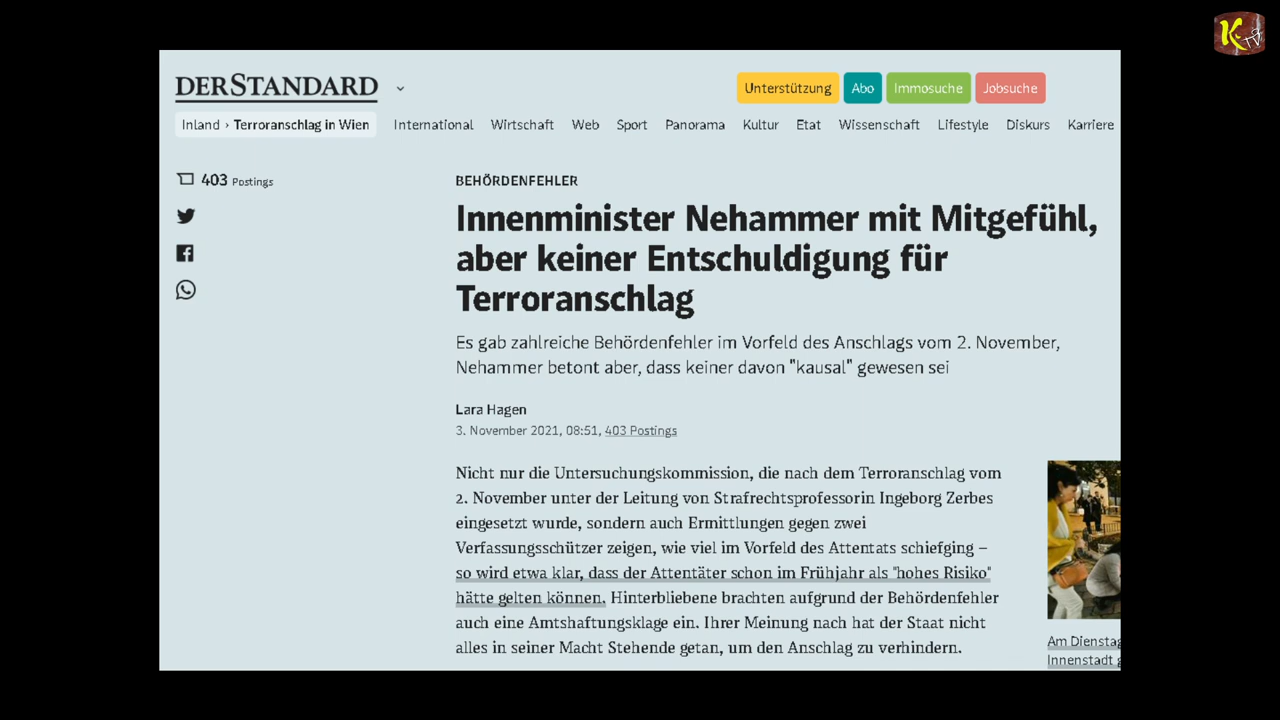 K
TV
DERSTANDARD
Unterstützung Abo Immosuche Jobsuche
Inland › Terroranschlag in Wien International Wirtschaft Web Sport Panorama Kultur Etat Wissenschaft Lifestyle Diskurs Karriere
403 Postings
BEHÖRDENFEHLER
Innenminister Nehammer mit Mitgefühl,
aber keiner Entschuldigung für
Terroranschlag
Es gab zahlreiche Behördenfehler im Vorfeld des Anschlags vom 2. November,
Nehammer betont aber, dass keiner davon "kausal" gewesen sei
Lara Hagen
3. November 2021, 08:51, 403 Postings
Nicht nur die Untersuchungskommission, die nach dem Terroranschlag vom
2. November unter der Leitung von Strafrechtsprofessorin Ingeborg Zerbes
eingesetzt wurde, sondern auch Ermittlungen gegen zwei
Verfassungsschützer zeigen, wie viel im Vorfeld des Attentats schiefging –
so wird etwa klar, dass der Attentäter schon im Frühjahr als "hohes Risiko"
hätte gelten können. Hinterbliebene brachten aufgrund der Behördenfehler
auch eine Amtshaftungsklage ein. Ihrer Meinung nach hat der Staat nicht
alles in seiner Macht Stehende getan, um den Anschlag zu verhindern.
Am Dienstag
Innenstadt g